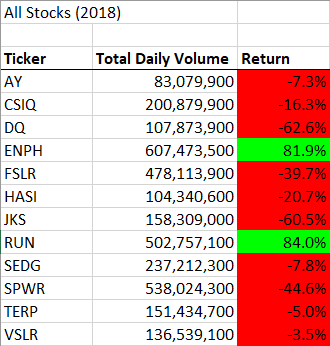 All Stocks (2018)
Ticker Total Daily Volume Return
AY 83,079,900 -7.3%
CSIQ 200,879,900 -16.3%
DQ 107,873,900 -62.6%
ENPH 607,473,500 81.9%
FSLR 478,113,900 -39.7%
HASI 104,340,600 -20.7%
JKS 158,309,000 -60.5%
RUN 502,757,100 84.0%
SEDG 237,212,300 -7.8%
SPWR 538,024,300 -44.6%
TERP 151,434,700 -5.0%
VSLR 136,539,100 -3.5%